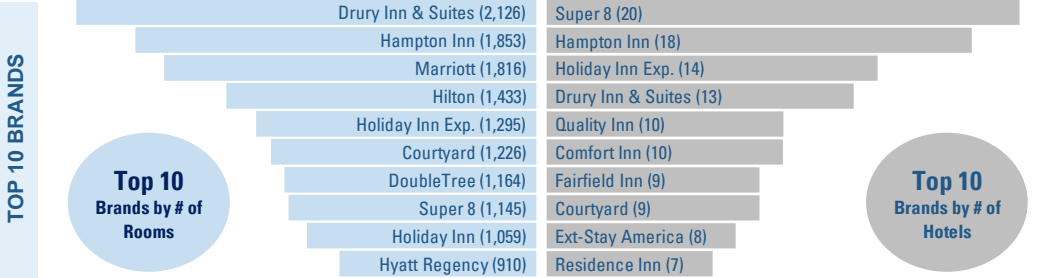 TOP 10 BRANDS
Drury Inn & Suites (2,126)
Hampton Inn (1,853)
Marriott (1,816)
Hilton (1,433)
Holiday Inn Exp. (1,295)
Courtyard (1,226)
DoubleTree (1,164)
Super 8 (1,145)
Holiday Inn (1,059)
Hyatt Regency (910)
Top 10
Brands by # of
Rooms
Super 8 (20)
Hampton Inn (18)
Holiday Inn Exp. (14)
Drury Inn & Suites (13)
Quality Inn (10)
Comfort Inn (10)
Fairfield Inn (9)
Courtyard (9)
Ext-Stay America (8)
Residence Inn (7)
Top 10
Brands by # of
Hotels